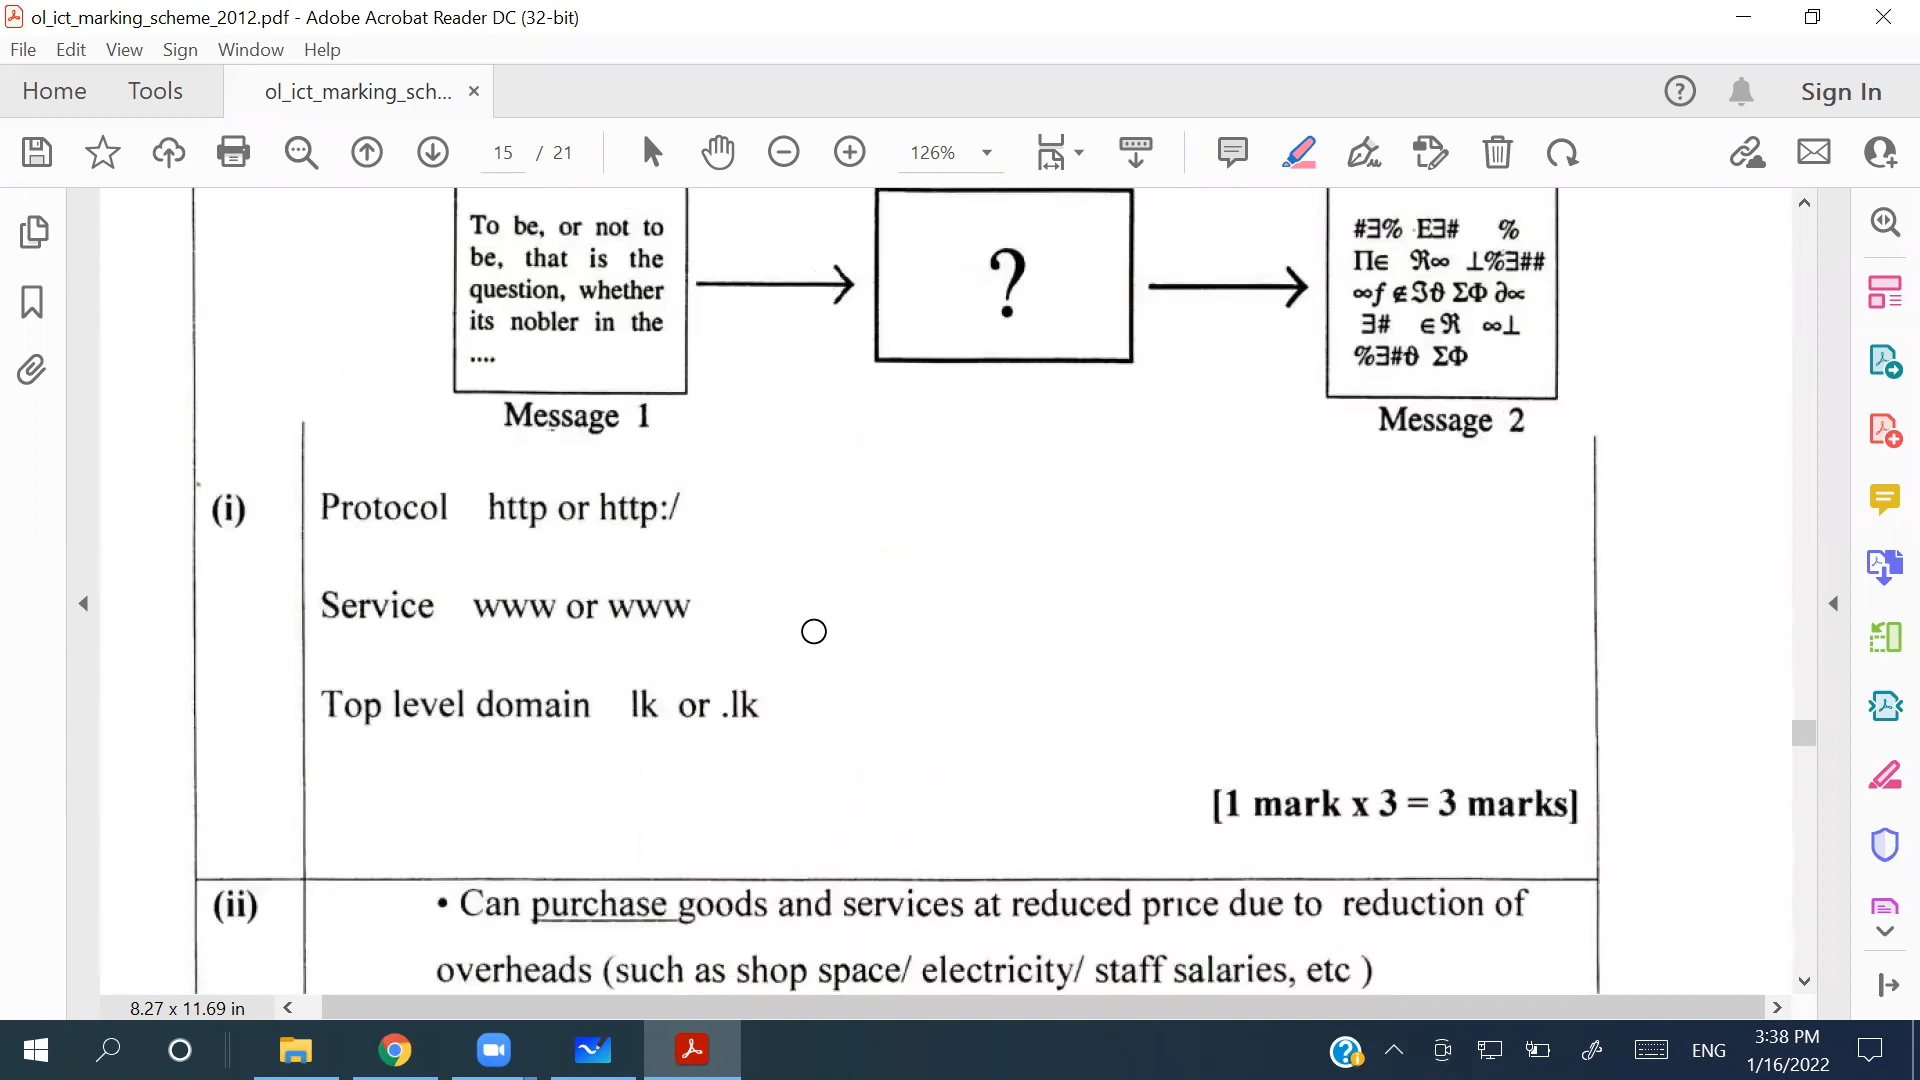 ol_ict_marking_scheme_2012.pdf - Adobe Acrobat Reader DC (32-bit)
File Edit View Sign Window Help
Home Tools ol_ict_marking_sch... × Sign In
15 / 21 126%
To be, or not to
be, that is the
question, whether
its nobler in the
....
?
#∃% E∃# %
Π∈ ℜ∞ ⊥%∃##
∞f ∉ℑϑ ΣΦ ∂∝
∃# ∈ℜ ∞⊥
%∃#ϑ ΣΦ
Message 1
Message 2
(i) Protocol http or http:/
Service www or www
Top level domain lk or .lk
[1 mark x 3 = 3 marks]
(ii) • Can purchase goods and services at reduced price due to reduction of
overheads (such as shop space/ electricity/ staff salaries, etc )
8.27 x 11.69 in
ENG
3:38 PM
1/16/2022